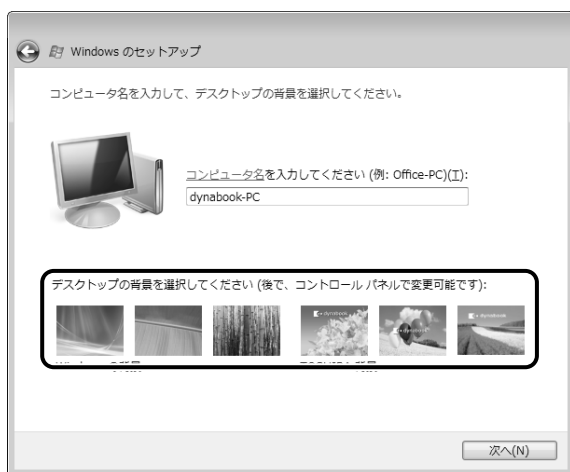 Windows のセットアップ
コンピュータ名を入力して、デスクトップの背景を選択してください。
コンピュータ名を入力してください (例: Office-PC)(T):
dynabook-PC
デスクトップの背景を選択してください (後で、コントロール パネルで変更可能です):
dynabook
dynabook
dynabook
次へ(N)